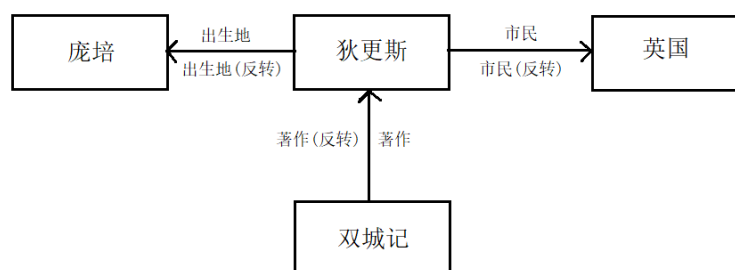 出生地
市民
庞培
狄更斯
英国
出生地(反转)
市民(反转)
著作(反转)
著作
双城记